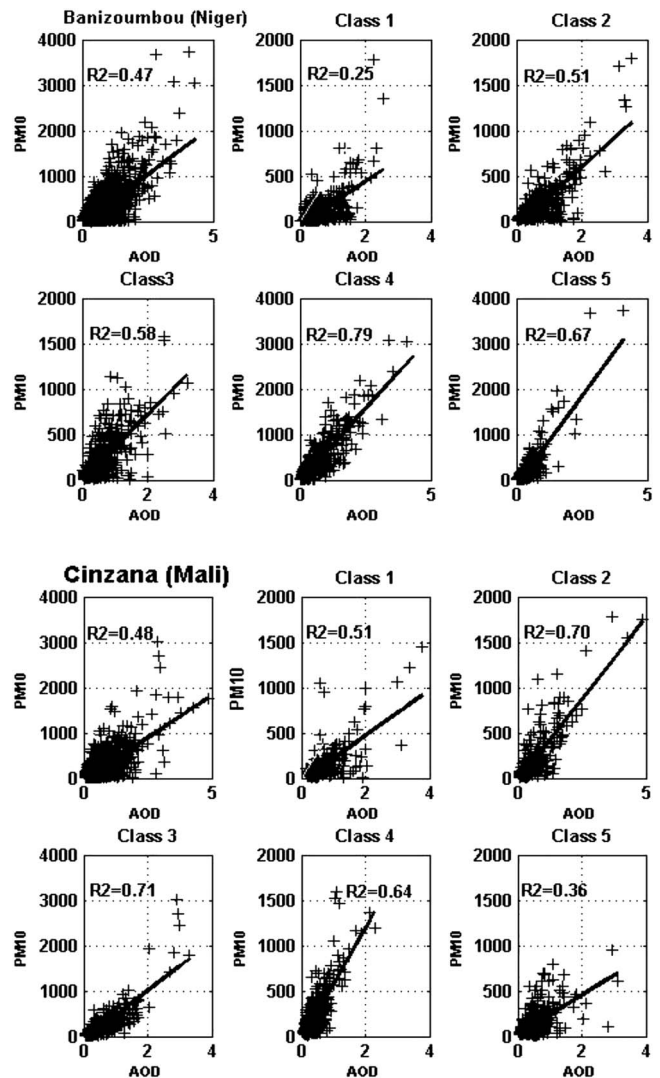 Banizoumbou (Niger)
Class 1
Class 2
4000
3000
2000
1000
0
PM10
R2=0.47
0
5
AOD
2000
1500
1000
500
0
PM10
R2=0.25
0
2
4
AOD
2000
1500
1000
500
0
PM10
R2=0.51
0
2
4
AOD
Class3
Class 4
Class 5
2000
1500
1000
500
0
PM10
R2=0.58
0
2
4
AOD
4000
3000
2000
1000
0
PM10
R2=0.79
0
5
AOD
4000
3000
2000
1000
0
PM10
R2=0.67
0
5
AOD
Cinzana (Mali)
Class 1
Class 2
4000
3000
2000
1000
0
PM10
R2=0.48
0
5
AOD
2000
1500
1000
500
0
PM10
R2=0.51
0
2
4
AOD
2000
1500
1000
500
0
PM10
R2=0.70
0
5
AOD
Class 3
Class 4
Class 5
4000
3000
2000
1000
0
PM10
R2=0.71
0
2
4
AOD
2000
1500
1000
500
0
PM10
R2=0.64
0
2
4
AOD
2000
1500
1000
500
0
PM10
R2=0.36
0
2
4
AOD